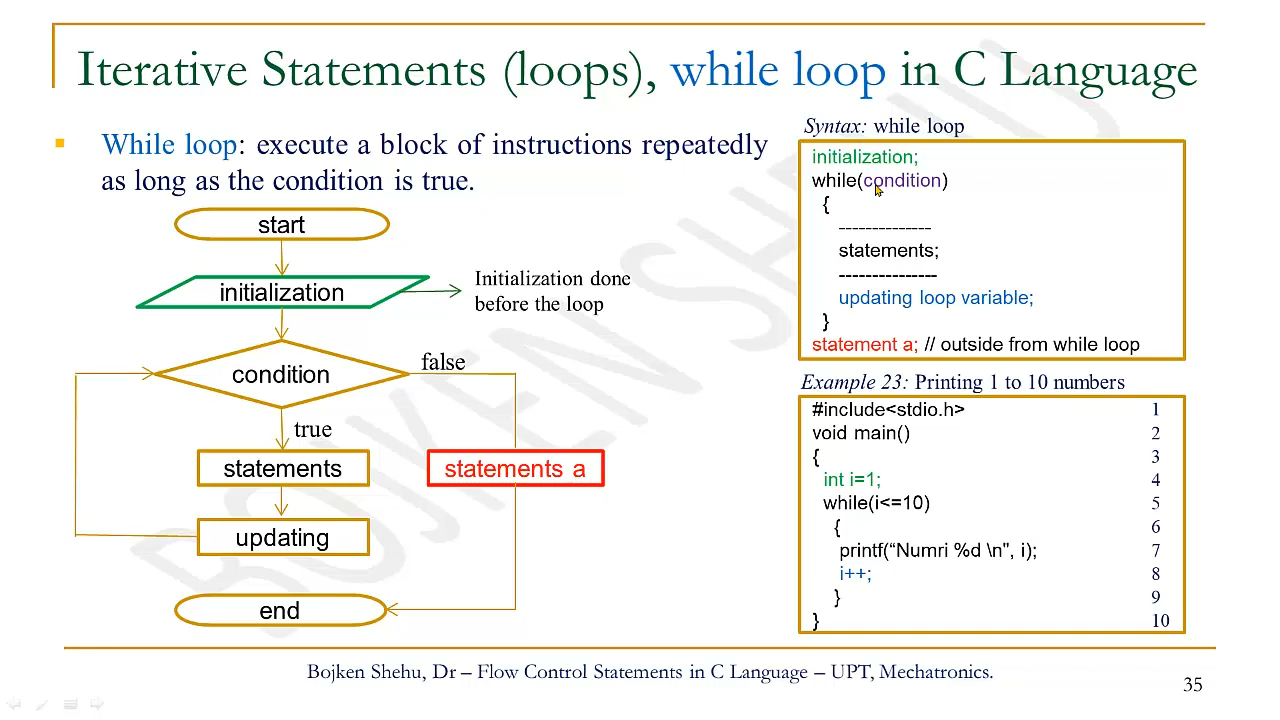 Iterative Statements (loops), while loop in C Language
While loop: execute a block of instructions repeatedly
as long as the condition is true.
start
initialization
Initialization done
before the loop
condition
false
true
statements
statements a
updating
end
Syntax: while loop
initialization;
while(condition)
{
--------------
statements;
---------------
updating loop variable;
}
statement a; // outside from while loop
Example 23: Printing 1 to 10 numbers
#include<stdio.h> 1
void main() 2
{ 3
int i=1; 4
while(i<=10) 5
{ 6
printf(“Numri %d \n", i); 7
i++; 8
} 9
} 10
Bojken Shehu, Dr – Flow Control Statements in C Language – UPT, Mechatronics.
35
BOJKEN SHEHU